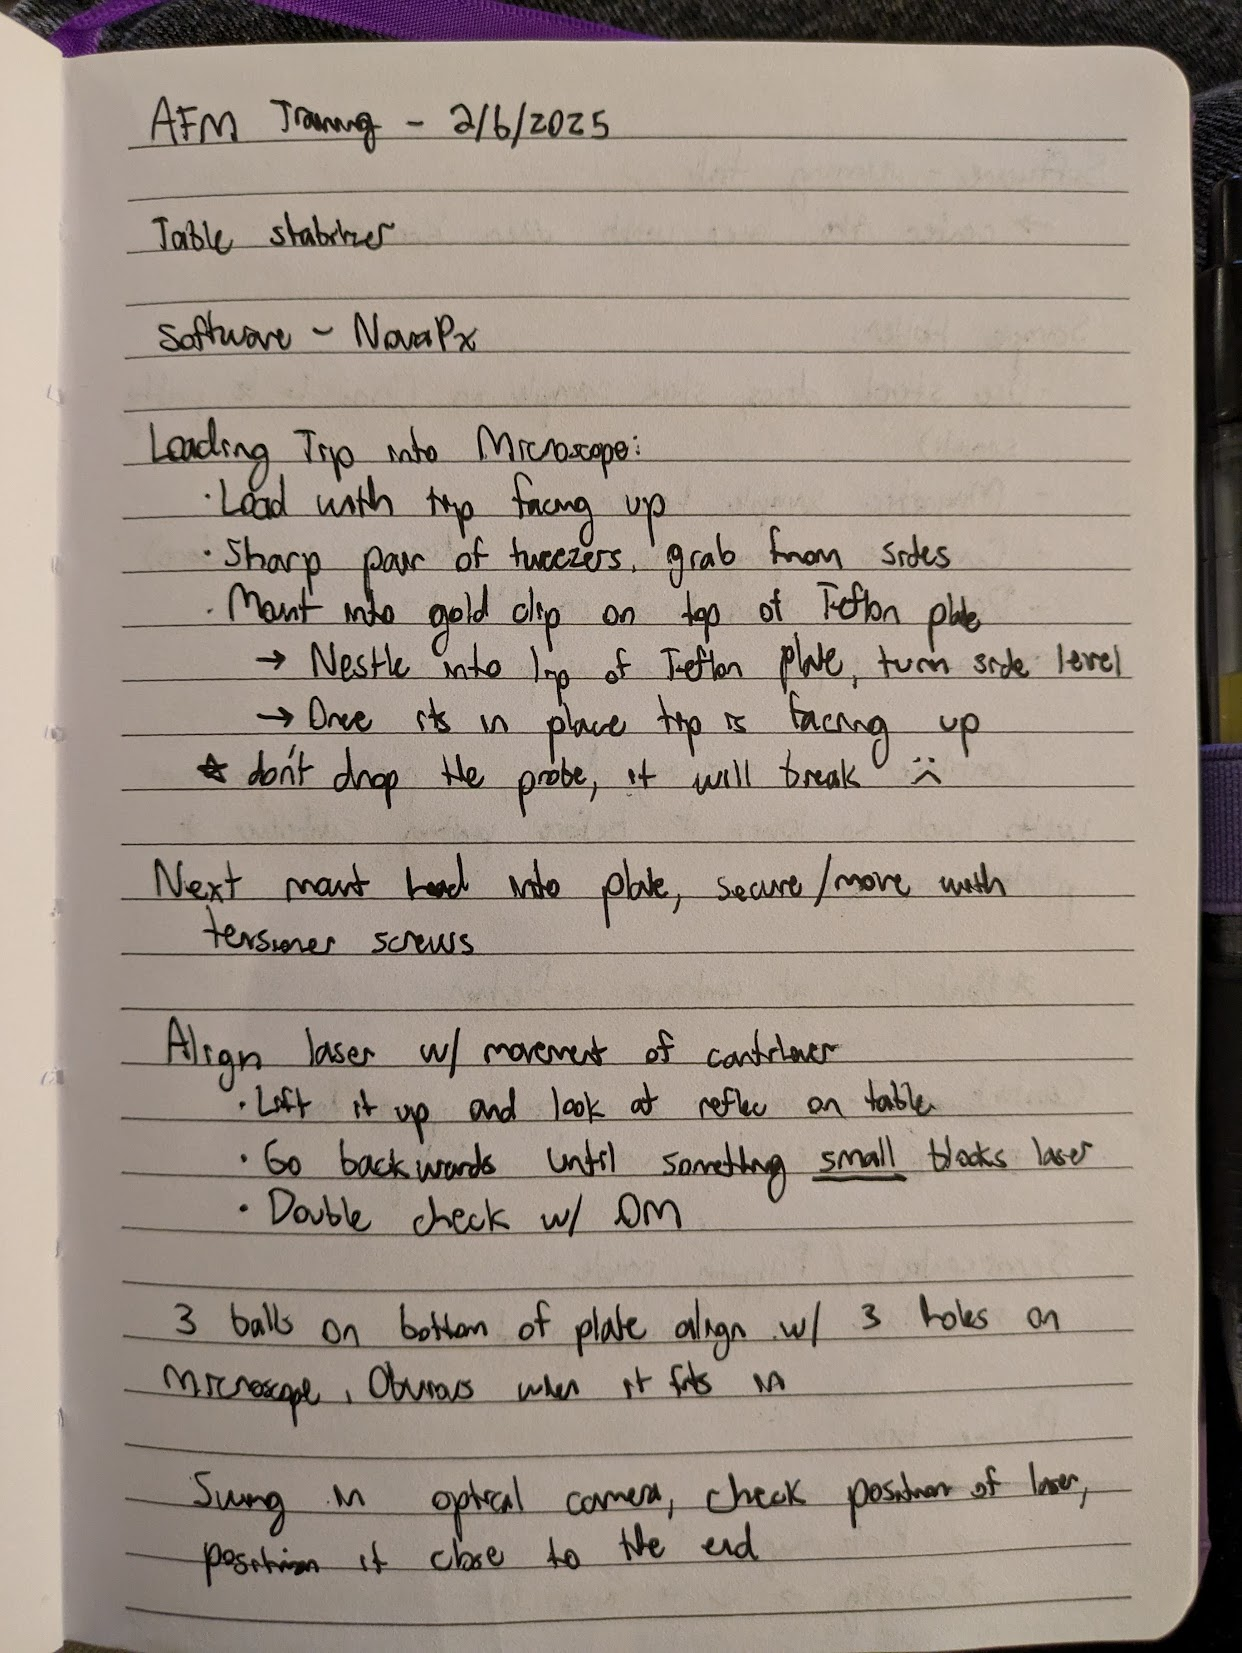 AFM Training - 2/6/2025
Table stabilizer
Software - NovaPx
Loading Tip into Microscope:
· Load with tip facing up
· Sharp pair of tweezers, grab from sides
· Mount into gold clip on top of Teflon plate
→ Nestle into lip of Teflon plate, turn side level
→ Once its in place tip is facing up
☆ don't drop the probe, it will break :(
Next mount head into plate, secure/move with
tensioner screws
Align laser w/ movement of cantilever
· Lift it up and look at reflec on table
· Go backwards until something small blocks laser
· Double check w/ OM
3 balls on bottom of plate align w/ 3 holes on
microscope, Obvious when it fits in
Swing in optical camera, check position of laser,
position it close to the end